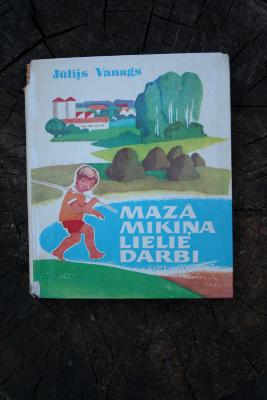 Jūlijs Vanags
MAZĀ
MIKIŅA
LIELIE
DARBI